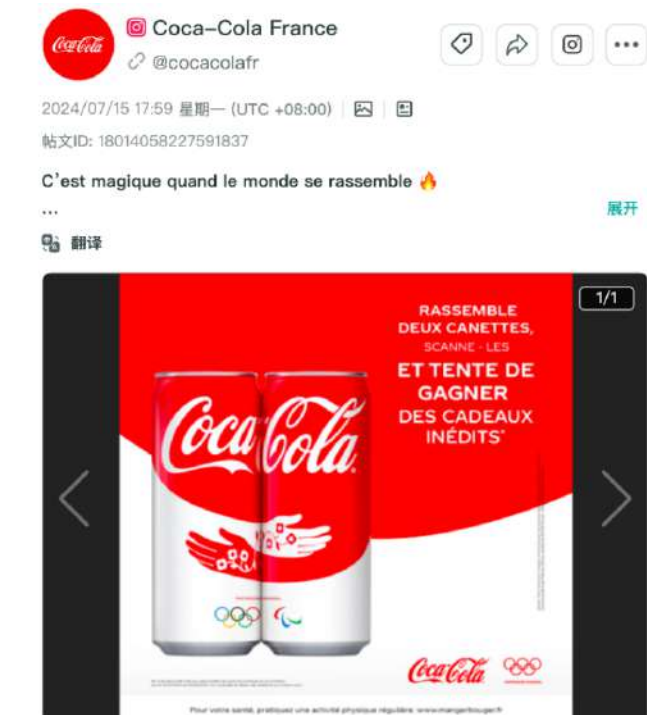 Coca-Cola
Coca-Cola France
@cocacolafr
2024/07/15 17:59 星期一 (UTC +08:00)
帖文ID: 18014058227591837
C'est magique quand le monde se rassemble 🔥
...
展开
翻译
1/1
RASSEMBLE
DEUX CANETTES,
SCANNE - LES
ET TENTE DE
GAGNER
DES CADEAUX
INÉDITS*
Coca Cola
Coca-Cola
Pour votre santé, pratiquez une activité physique régulière. www.mangerbouger.fr